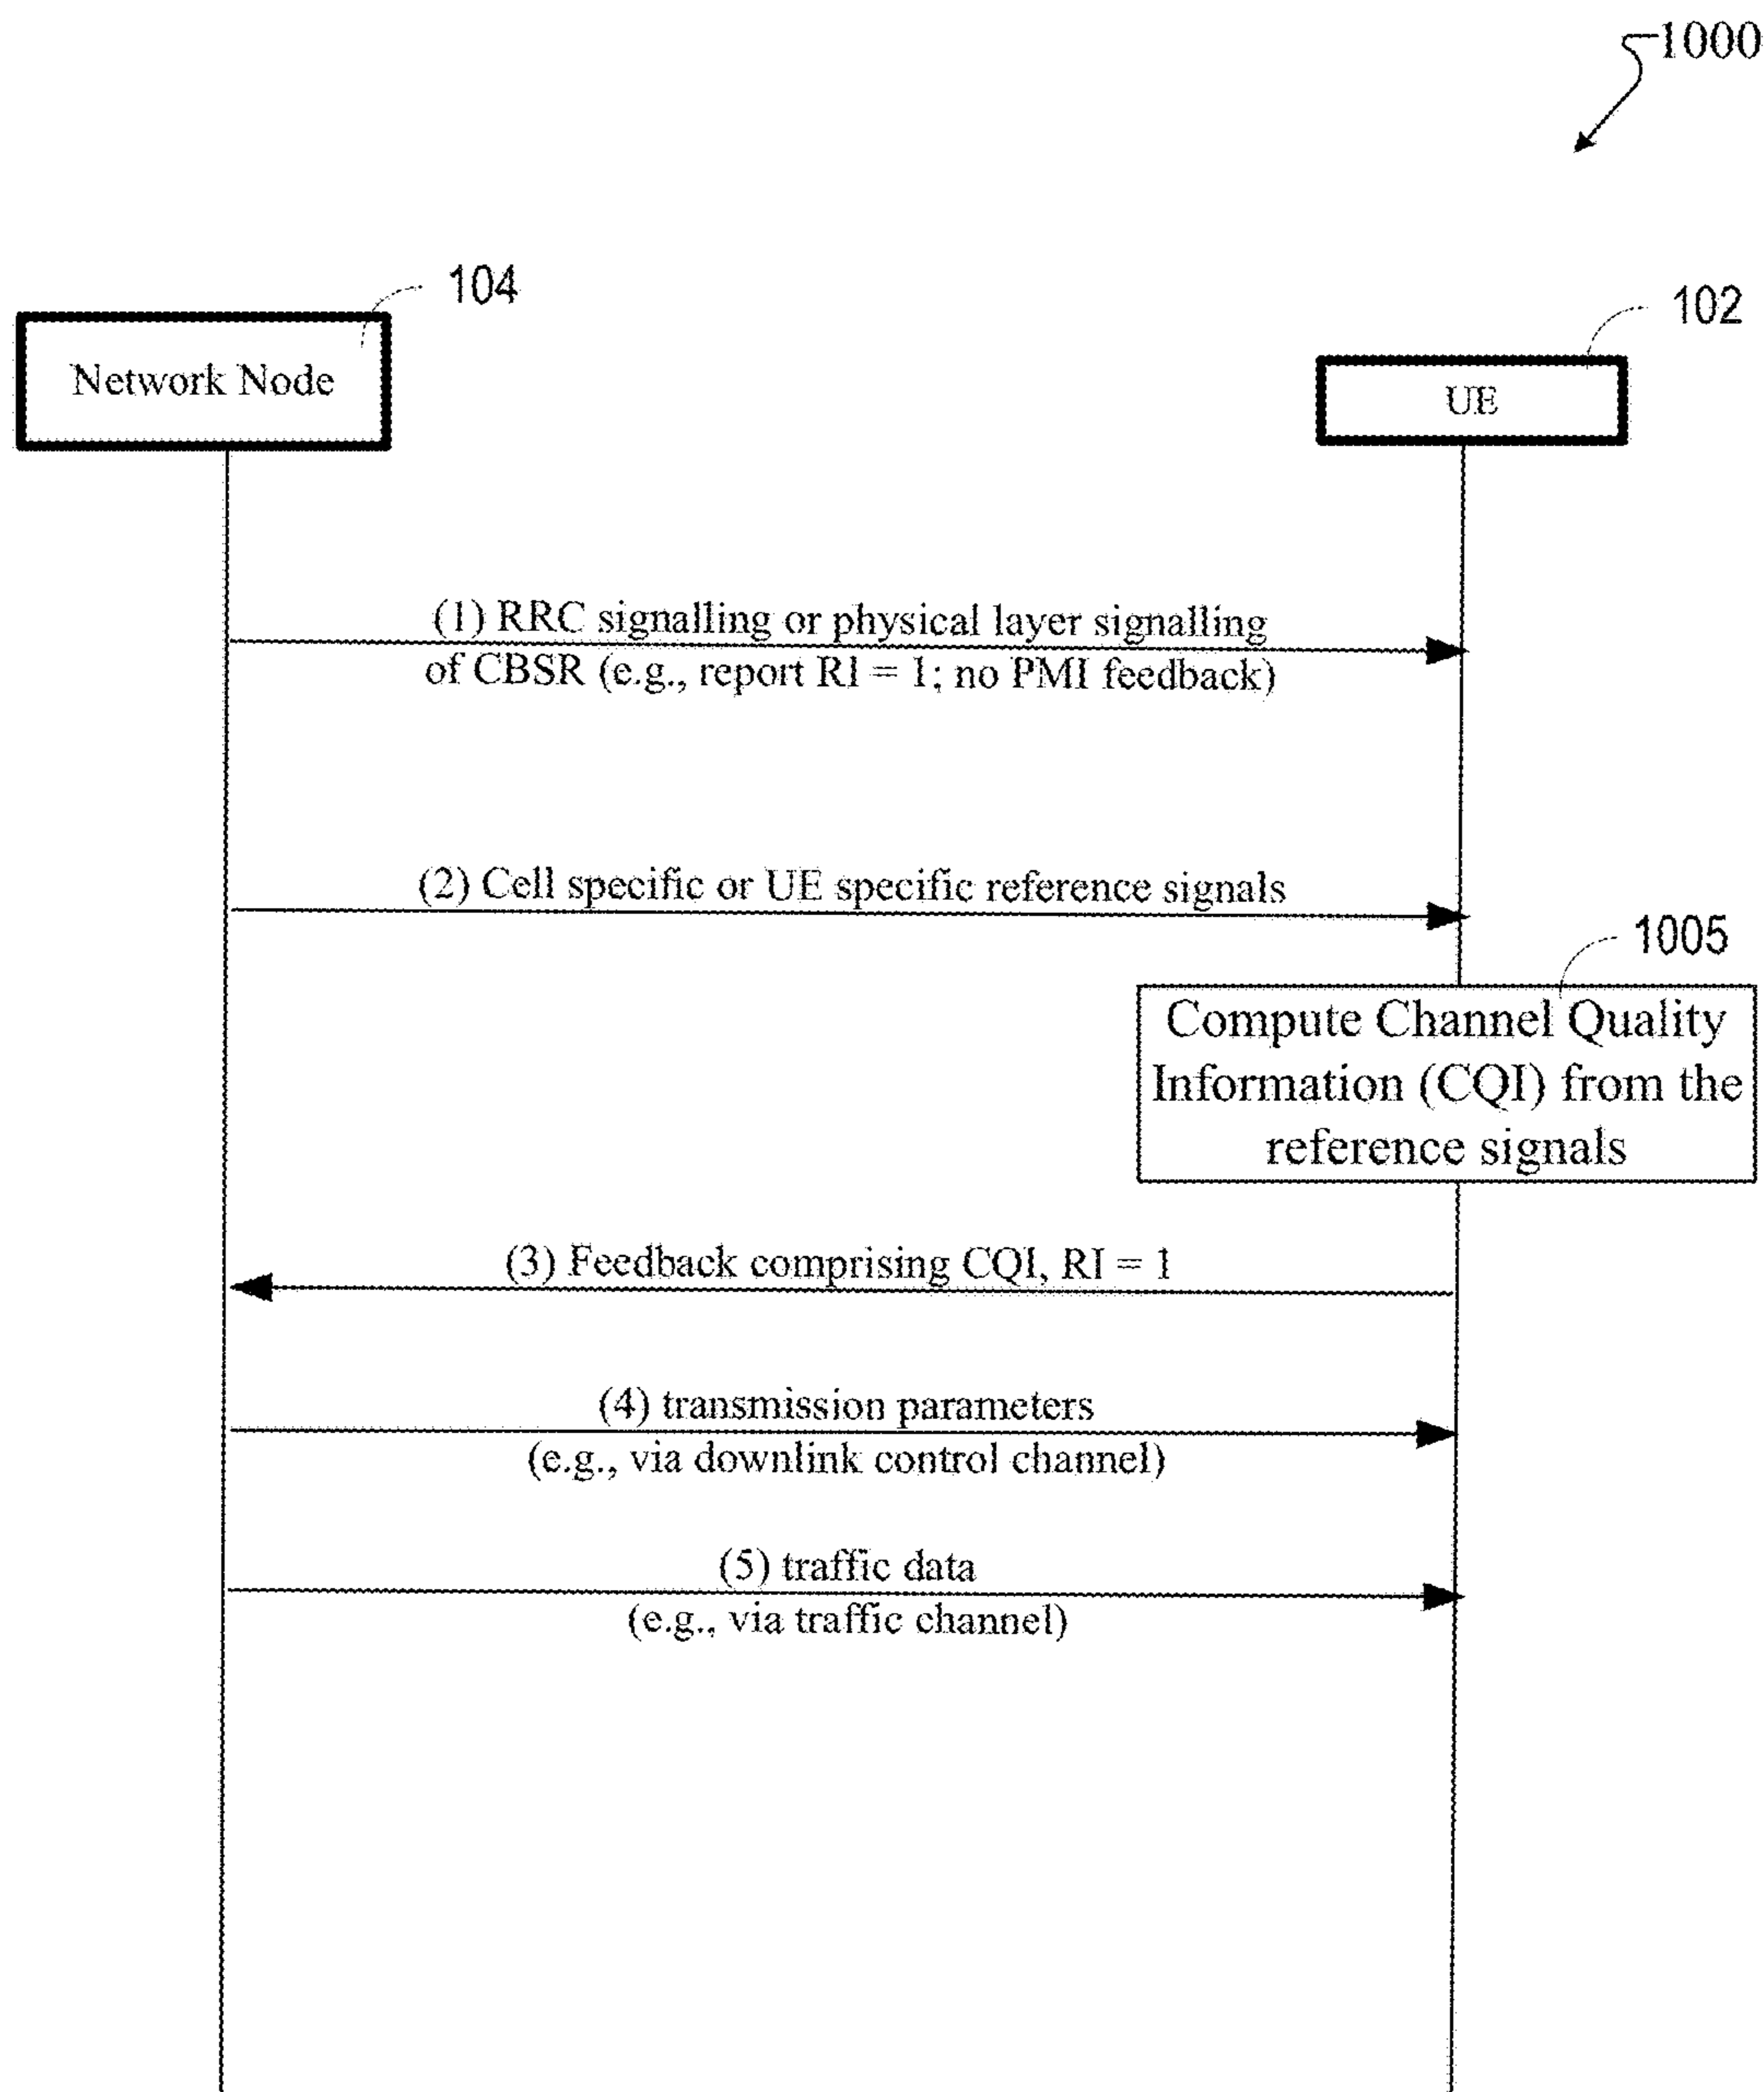 1000
104
Network Node
102
UE
(1) RRC signalling or physical layer signalling
of CBSR (e.g., report RI = 1; no PMI feedback)
(2) Cell specific or UE specific reference signals
1005
Compute Channel Quality
Information (CQI) from the
reference signals
(3) Feedback comprising CQI, RI = 1
(4) transmission parameters
(e.g., via downlink control channel)
(5) traffic data
(e.g., via traffic channel)